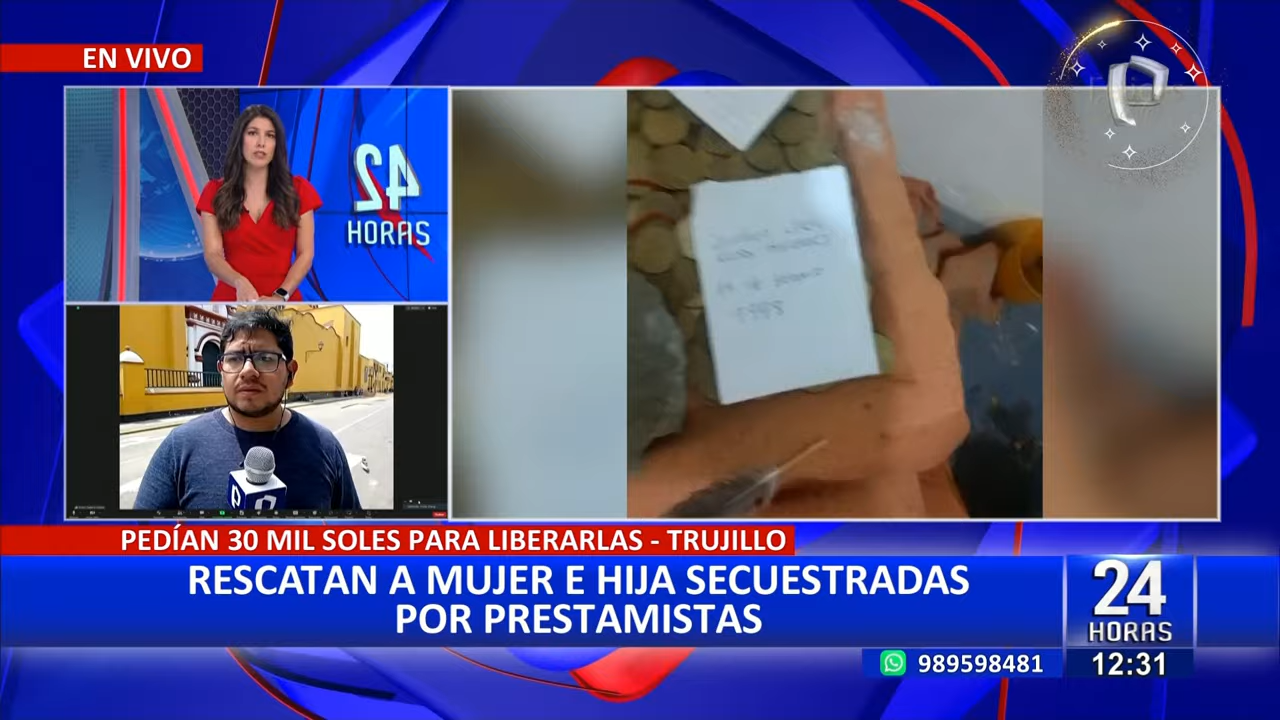 EN VIVO
24
HORAS
PEDÍAN 30 MIL SOLES PARA LIBERARLAS - TRUJILLO
RESCATAN A MUJER E HIJA SECUESTRADAS
POR PRESTAMISTAS
24
HORAS
989598481
12:31